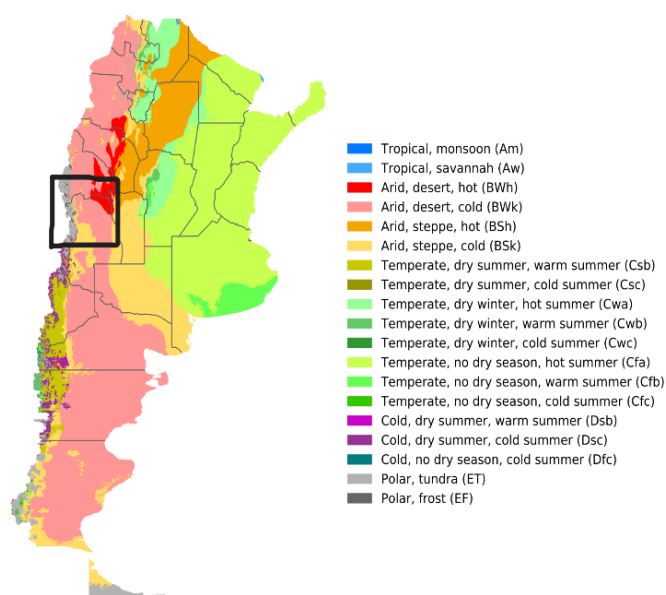 Tropical, monsoon (Am)
Tropical, savannah (Aw)
Arid, desert, hot (BWh)
Arid, desert, cold (BWk)
Arid, steppe, hot (BSh)
Arid, steppe, cold (BSk)
Temperate, dry summer, warm summer (Csb)
Temperate, dry summer, cold summer (Csc)
Temperate, dry winter, hot summer (Cwa)
Temperate, dry winter, warm summer (Cwb)
Temperate, dry winter, cold summer (Cwc)
Temperate, no dry season, hot summer (Cfa)
Temperate, no dry season, warm summer (Cfb)
Temperate, no dry season, cold summer (Cfc)
Cold, dry summer, warm summer (Dsb)
Cold, dry summer, cold summer (Dsc)
Cold, no dry season, cold summer (Dfc)
Polar, tundra (ET)
Polar, frost (EF)